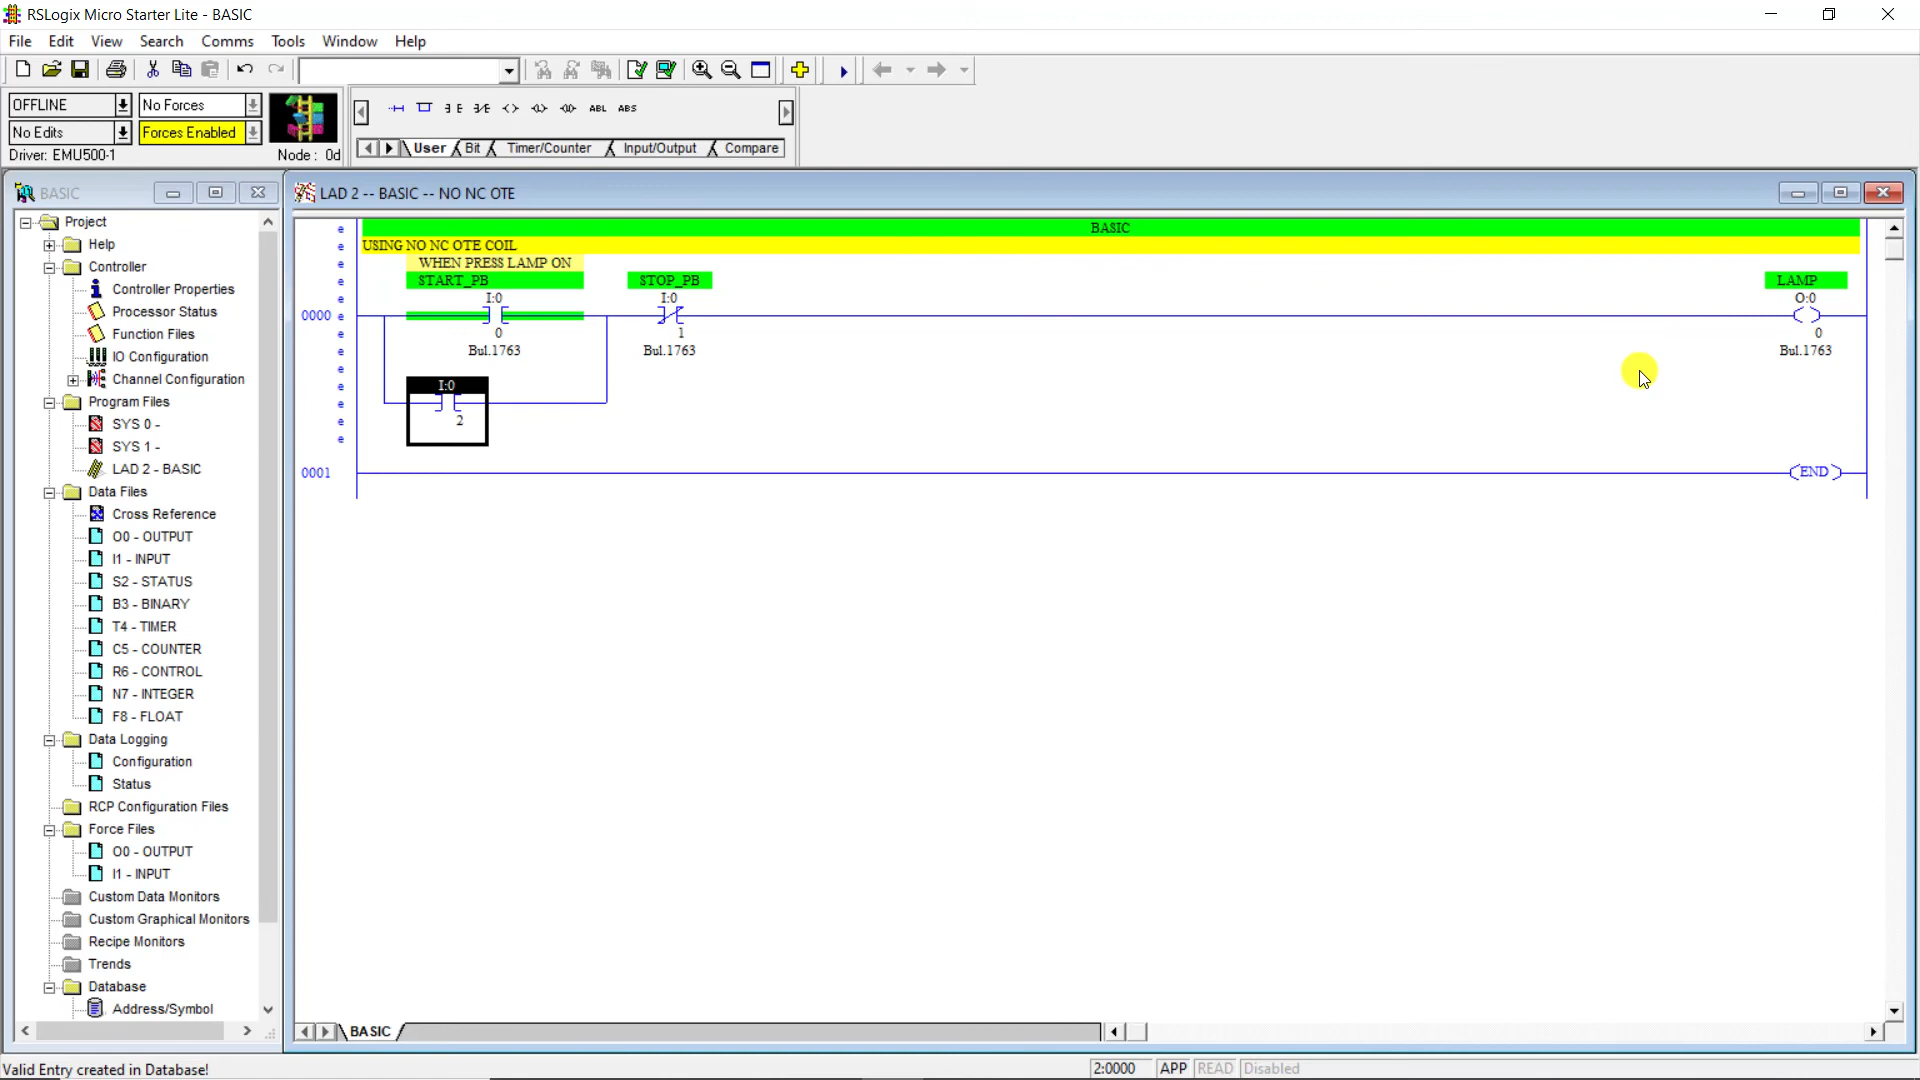 RSLogix Micro Starter Lite - BASIC
File Edit View Search Comms Tools Window Help
OFFLINE No Forces
No Edits Forces Enabled
Driver: EMU500-1 Node : 0d
ABL ABS
User Bit Timer/Counter Input/Output Compare
BASIC
Project
Help
Controller
Controller Properties
Processor Status
Function Files
IO Configuration
Channel Configuration
Program Files
SYS 0 -
SYS 1 -
LAD 2 - BASIC
Data Files
Cross Reference
O0 - OUTPUT
I1 - INPUT
S2 - STATUS
B3 - BINARY
T4 - TIMER
C5 - COUNTER
R6 - CONTROL
N7 - INTEGER
F8 - FLOAT
Data Logging
Configuration
Status
RCP Configuration Files
Force Files
O0 - OUTPUT
I1 - INPUT
Custom Data Monitors
Custom Graphical Monitors
Recipe Monitors
Trends
Database
Address/Symbol
LAD 2 -- BASIC -- NO NC OTE
BASIC
USING NO NC OTE COIL
WHEN PRESS LAMP ON
START_PB STOP_PB LAMP
I:0 I:0 O:0
0000
0 1 0
Bul.1763 Bul.1763 Bul.1763
I:0
2
0001 END
e
e
e
e
e
e
e
e
e
e
e
e
e
BASIC
Valid Entry created in Database! 2:0000 APP READ Disabled